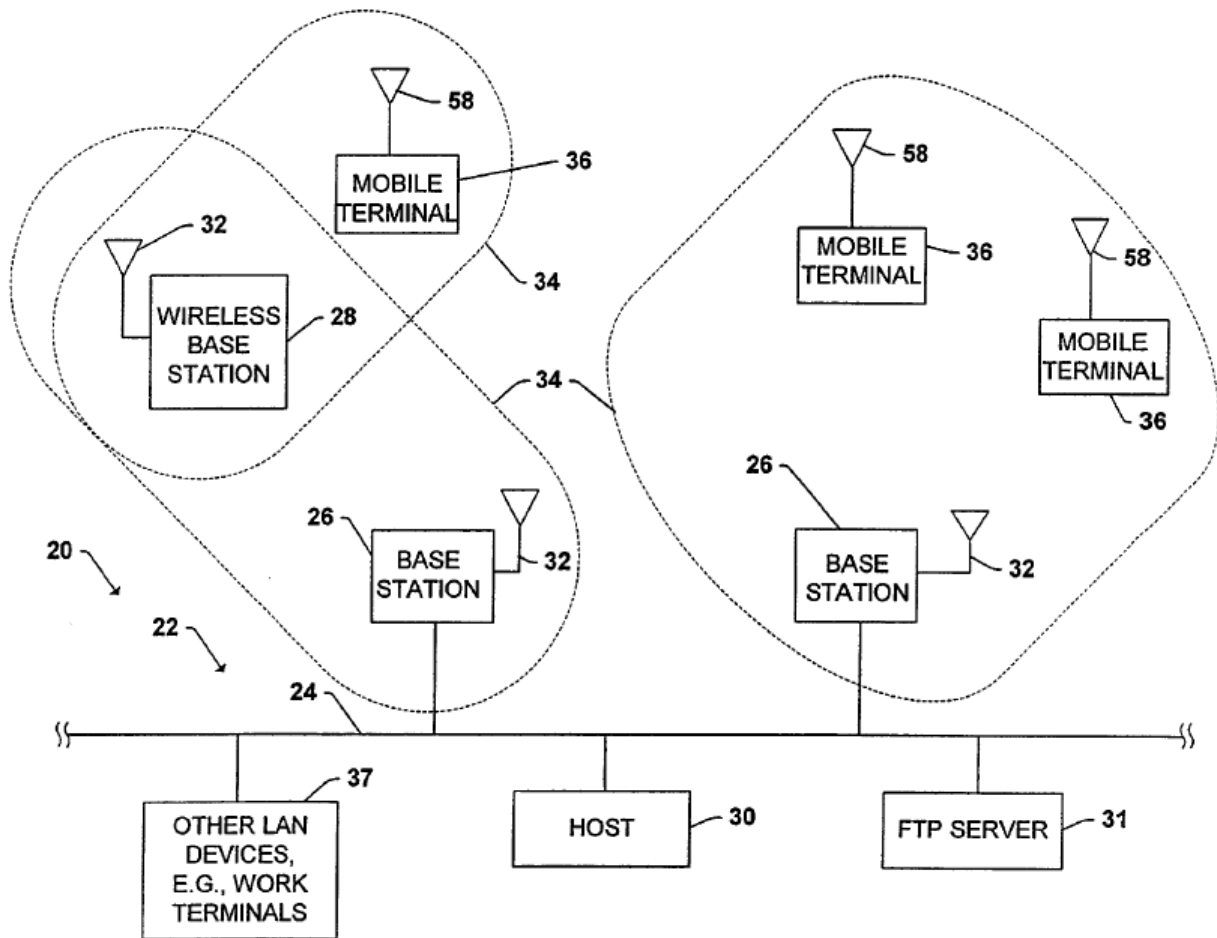 58
36
MOBILE
TERMINAL
32
34
WIRELESS
BASE
STATION
28
58
MOBILE
TERMINAL
36
58
MOBILE
TERMINAL
36
34
26
BASE
STATION
32
26
BASE
STATION
32
20
22
24
37
OTHER LAN
DEVICES,
E.G., WORK
TERMINALS
HOST
30
FTP SERVER
31